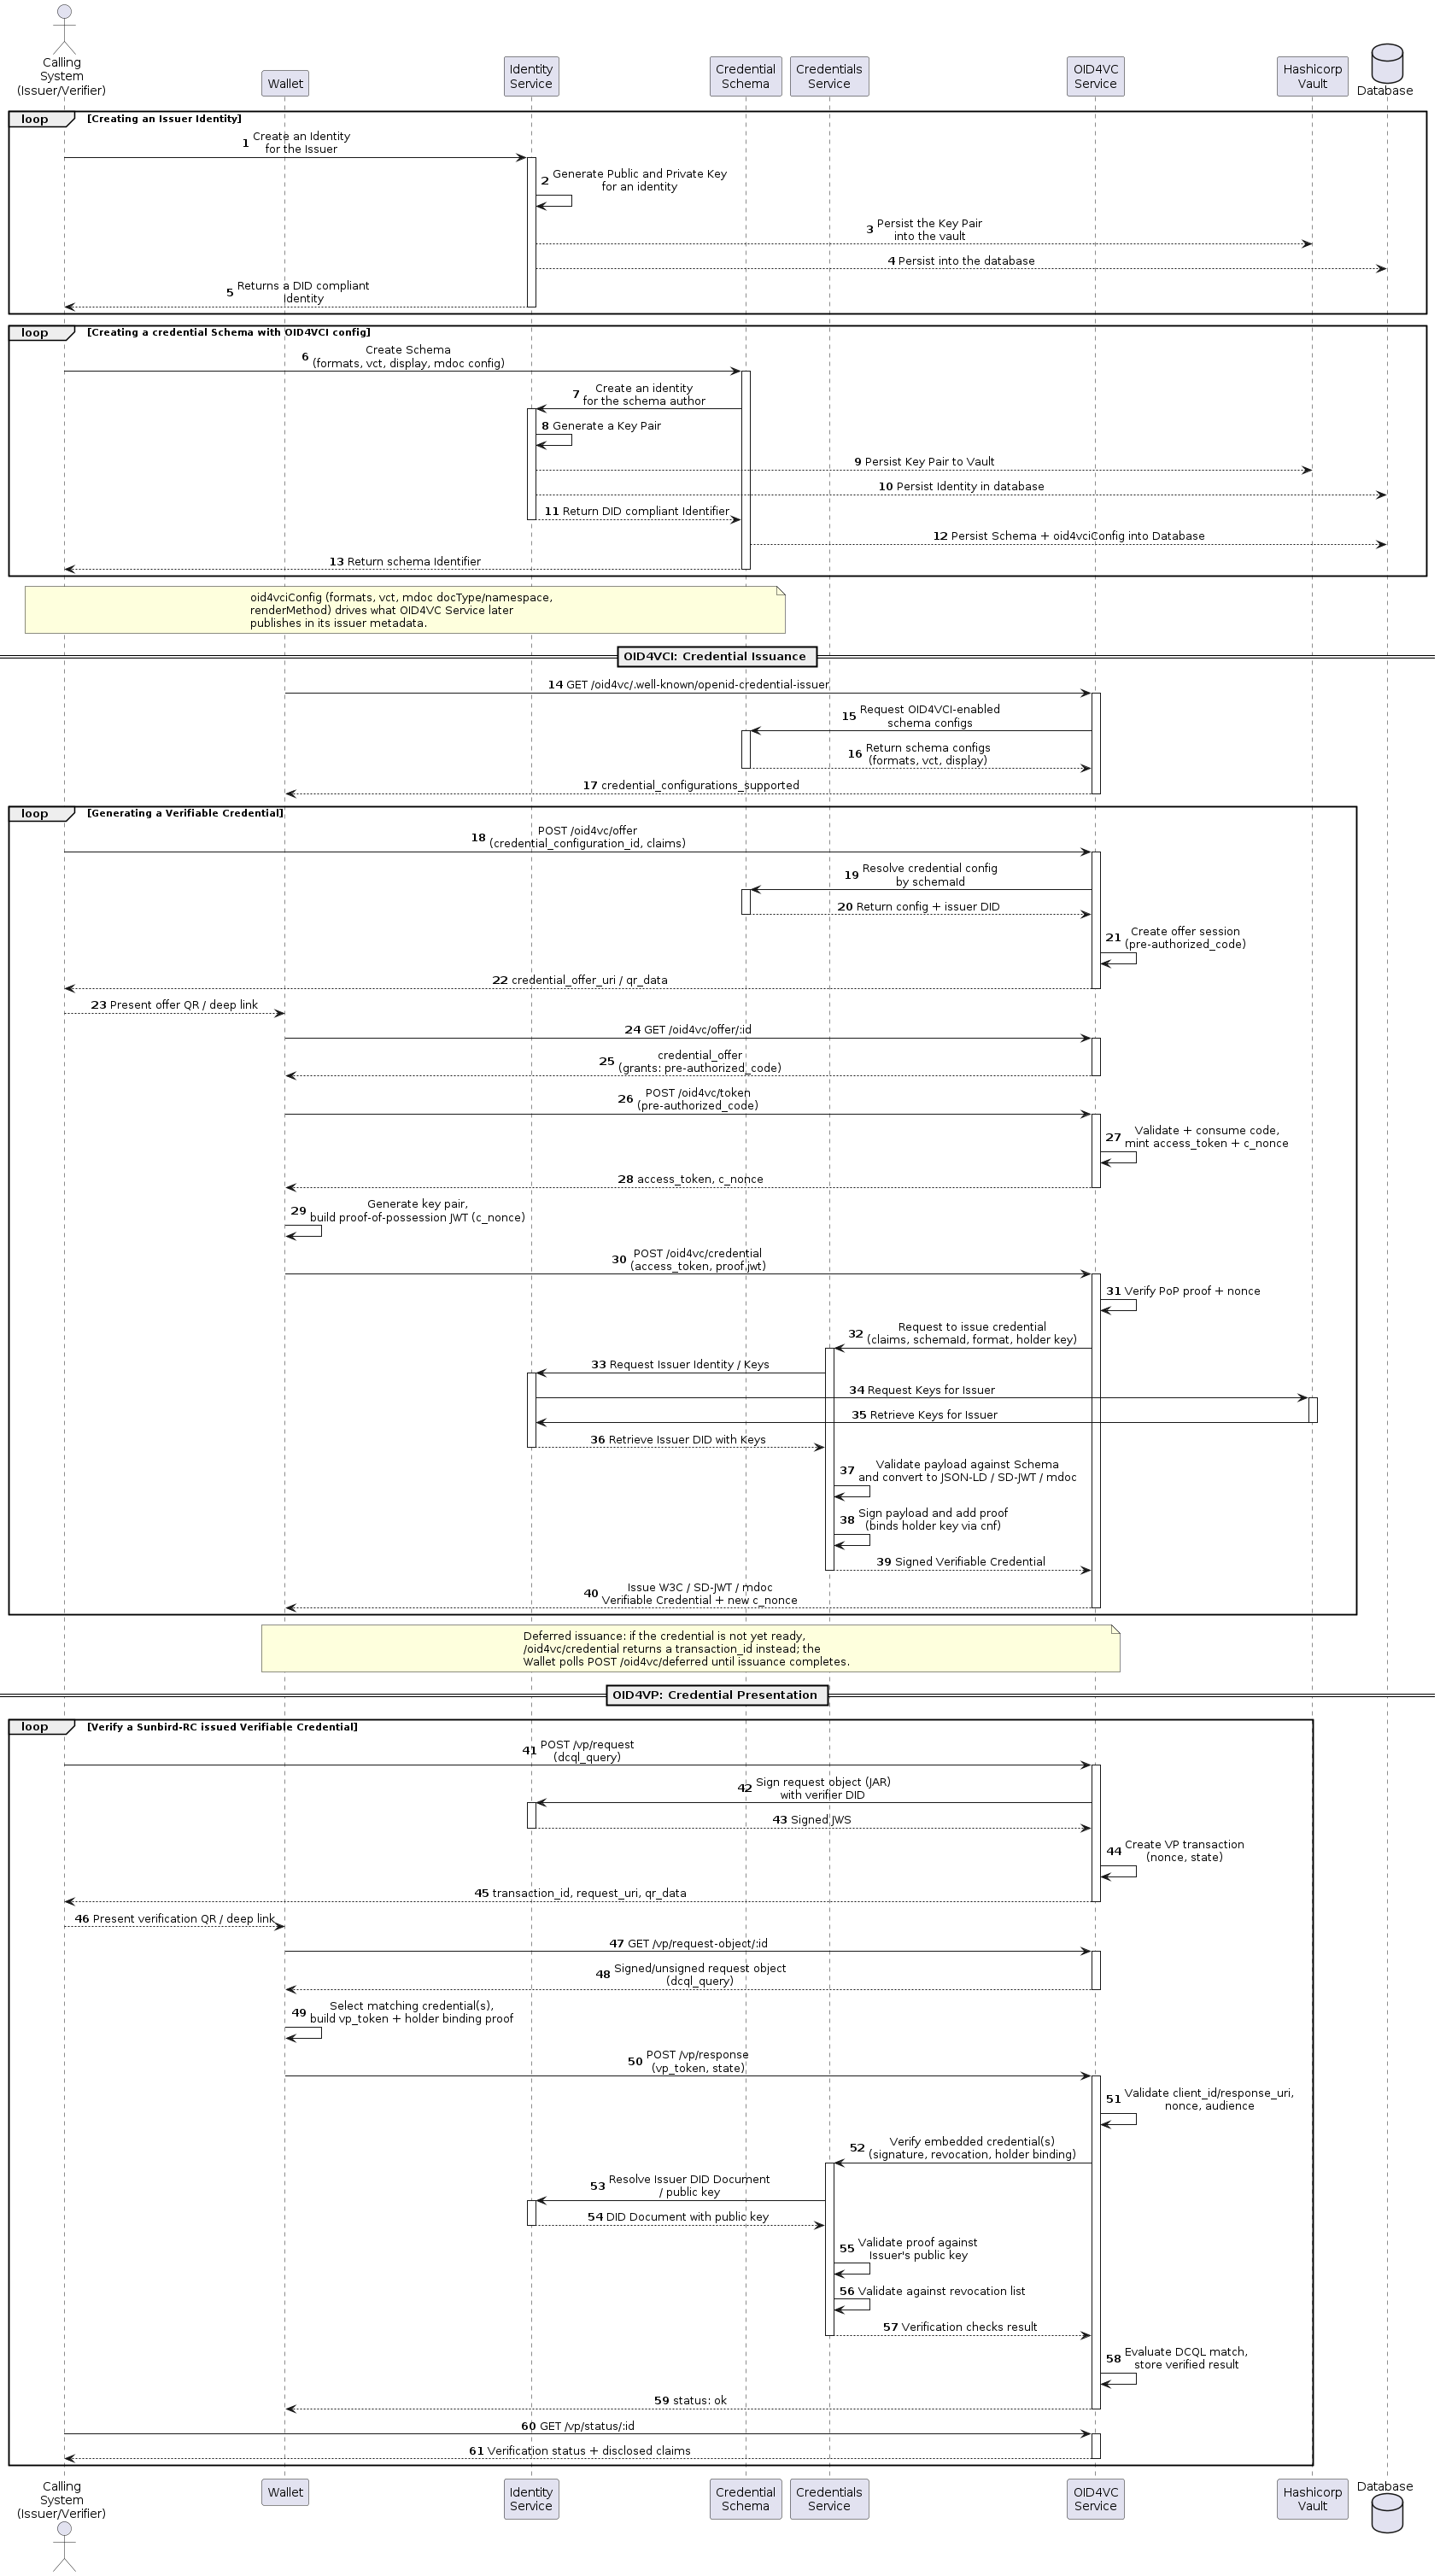 Calling
System
(Issuer/Verifier)
Wallet
Identity
Service
Credential
Schema
Credentials
Service
OID4VC
Service
Hashicorp
Vault
Database
loop [Creating an Issuer Identity]
1 Create an Identity
for the Issuer
2 Generate Public and Private Key
for an identity
3 Persist the Key Pair
into the vault
4 Persist into the database
5 Returns a DID compliant
Identity
loop [Creating a credential Schema with OID4VCI config]
6 Create Schema
(formats, vct, display, mdoc config)
7 Create an identity
for the schema author
8 Generate a Key Pair
9 Persist Key Pair to Vault
10 Persist Identity in database
11 Return DID compliant Identifier
12 Persist Schema + oid4vciConfig into Database
13 Return schema Identifier
oid4vciConfig (formats, vct, mdoc docType/namespace,
renderMethod) drives what OID4VC Service later
publishes in its issuer metadata.
OID4VCI: Credential Issuance
14 GET /oid4vc/.well-known/openid-credential-issuer
15 Request OID4VCI-enabled
schema configs
16 Return schema configs
(formats, vct, display)
17 credential_configurations_supported
loop [Generating a Verifiable Credential]
18 POST /oid4vc/offer
(credential_configuration_id, claims)
19 Resolve credential config
by schemaId
20 Return config + issuer DID
21 Create offer session
(pre-authorized_code)
22 credential_offer_uri / qr_data
23 Present offer QR / deep link
24 GET /oid4vc/offer/:id
25 credential_offer
(grants: pre-authorized_code)
26 POST /oid4vc/token
(pre-authorized_code)
27 Validate + consume code,
mint access_token + c_nonce
28 access_token, c_nonce
29 Generate key pair,
build proof-of-possession JWT (c_nonce)
30 POST /oid4vc/credential
(access_token, proof.jwt)
31 Verify PoP proof + nonce
32 Request to issue credential
(claims, schemaId, format, holder key)
33 Request Issuer Identity / Keys
34 Request Keys for Issuer
35 Retrieve Keys for Issuer
36 Retrieve Issuer DID with Keys
37 Validate payload against Schema
and convert to JSON-LD / SD-JWT / mdoc
38 Sign payload and add proof
(binds holder key via cnf)
39 Signed Verifiable Credential
40 Issue W3C / SD-JWT / mdoc
Verifiable Credential + new c_nonce
Deferred issuance: if the credential is not yet ready,
/oid4vc/credential returns a transaction_id instead; the
Wallet polls POST /oid4vc/deferred until issuance completes.
OID4VP: Credential Presentation
loop [Verify a Sunbird-RC issued Verifiable Credential]
41 POST /vp/request
(dcql_query)
42 Sign request object (JAR)
with verifier DID
43 Signed JWS
44 Create VP transaction
(nonce, state)
45 transaction_id, request_uri, qr_data
46 Present verification QR / deep link
47 GET /vp/request-object/:id
48 Signed/unsigned request object
(dcql_query)
49 Select matching credential(s),
build vp_token + holder binding proof
50 POST /vp/response
(vp_token, state)
51 Validate client_id/response_uri,
nonce, audience
52 Verify embedded credential(s)
(signature, revocation, holder binding)
53 Resolve Issuer DID Document
/ public key
54 DID Document with public key
55 Validate proof against
Issuer's public key
56 Validate against revocation list
57 Verification checks result
58 Evaluate DCQL match,
store verified result
59 status: ok
60 GET /vp/status/:id
61 Verification status + disclosed claims
Calling
System
(Issuer/Verifier)
Wallet
Identity
Service
Credential
Schema
Credentials
Service
OID4VC
Service
Hashicorp
Vault
Database